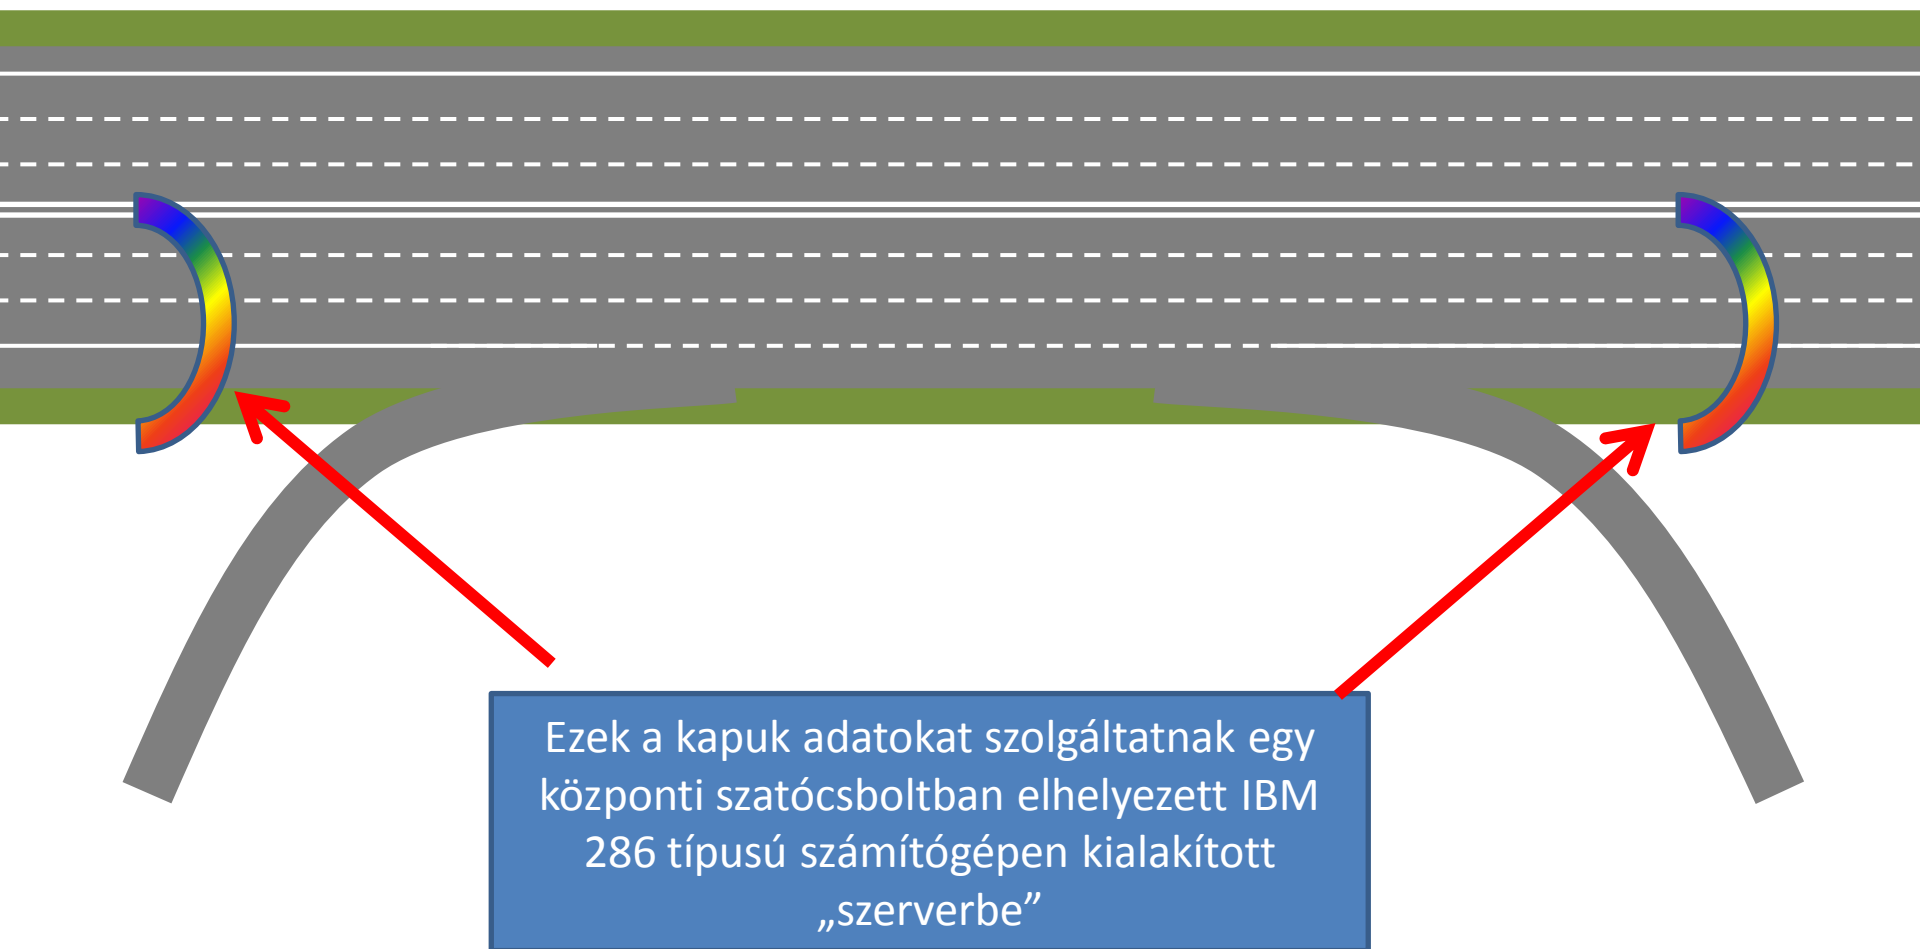 Ezek a kapuk adatokat szolgáltatnak egy
központi szatócsboltban elhelyezett IBM
286 típusú számítógépen kialakított
„szerverbe”